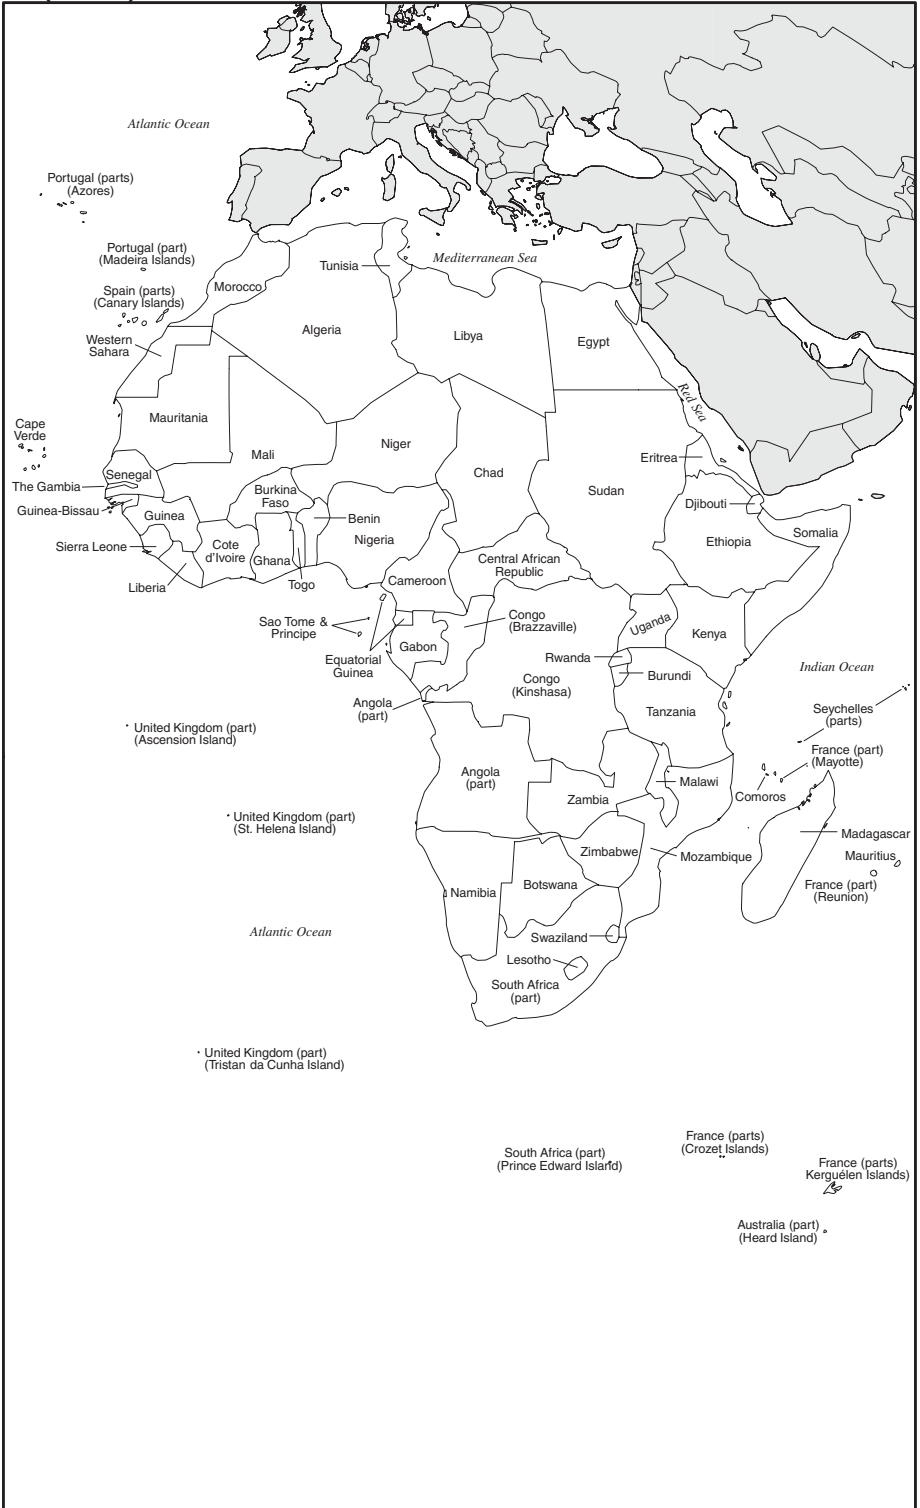 Atlantic Ocean
Portugal (parts)
(Azores)
Portugal (part)
(Madeira Islands)
Spain (parts)
(Canary Islands)
Mediterranean Sea
Tunisia
Morocco
Algeria
Libya
Egypt
Western
Sahara
Red Sea
Mauritania
Cape
Verde
Mali
Niger
Chad
Sudan
Eritrea
Senegal
The Gambia
Burkina
Faso
Djibouti
Guinea-Bissau
Guinea
Benin
Nigeria
Somalia
Sierra Leone
Cote
d'Ivoire
Ghana
Ethiopia
Central African
Republic
Cameroon
Liberia
Togo
Sao Tome &
Principe
Congo
(Brazzaville)
Uganda
Kenya
Gabon
Equatorial
Guinea
Rwanda
Congo
(Kinshasa)
Burundi
Indian Ocean
Angola
(part)
Tanzania
Seychelles
(parts)
United Kingdom (part)
(Ascension Island)
France (part)
(Mayotte)
Angola
(part)
Malawi
Comoros
Zambia
United Kingdom (part)
(St. Helena Island)
Madagascar
Zimbabwe
Mozambique
Mauritius
Namibia
Botswana
France (part)
(Reunion)
Atlantic Ocean
Swaziland
Lesotho
South Africa
(part)
United Kingdom (part)
(Tristan da Cunha Island)
South Africa (part)
(Prince Edward Island)
France (parts)
(Crozet Islands)
France (parts)
Kerguélen Islands)
Australia (part)
(Heard Island)